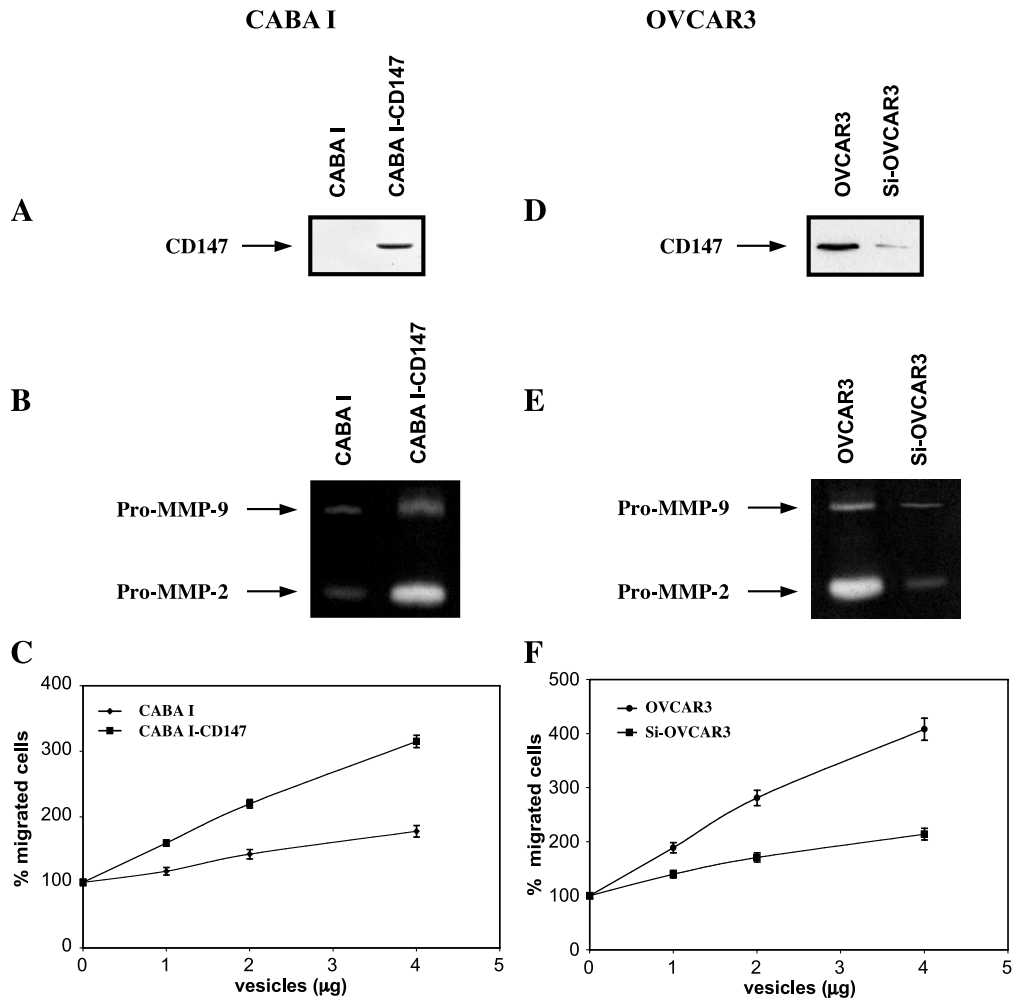 CABA I
OVCAR3
CABA I
CABA I-CD147
OVCAR3
Si-OVCAR3
A
CD147
D
CD147
CABA I
CABA I-CD147
OVCAR3
Si-OVCAR3
B
Pro-MMP-9
Pro-MMP-2
E
Pro-MMP-9
Pro-MMP-2
C
400
300
200
100
0
% migrated cells
CABA I
CABA I-CD147
0 1 2 3 4 5
vesicles (µg)
F
500
400
300
200
100
0
% migrated cells
OVCAR3
Si-OVCAR3
0 1 2 3 4 5
vesicles (µg)